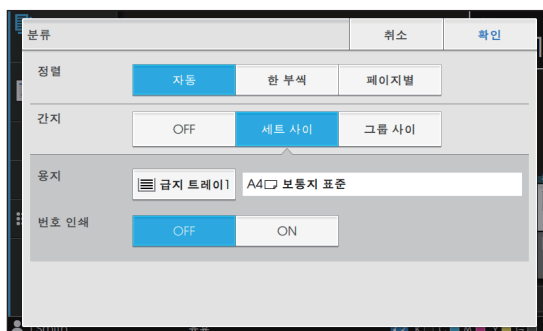 분류 취소 확인
정렬 자동 한 부씩 페이지별
간지 OFF 세트 사이 그룹 사이
용지 급지 트레이1 A4 보통지 표준
번호 인쇄 OFF ON